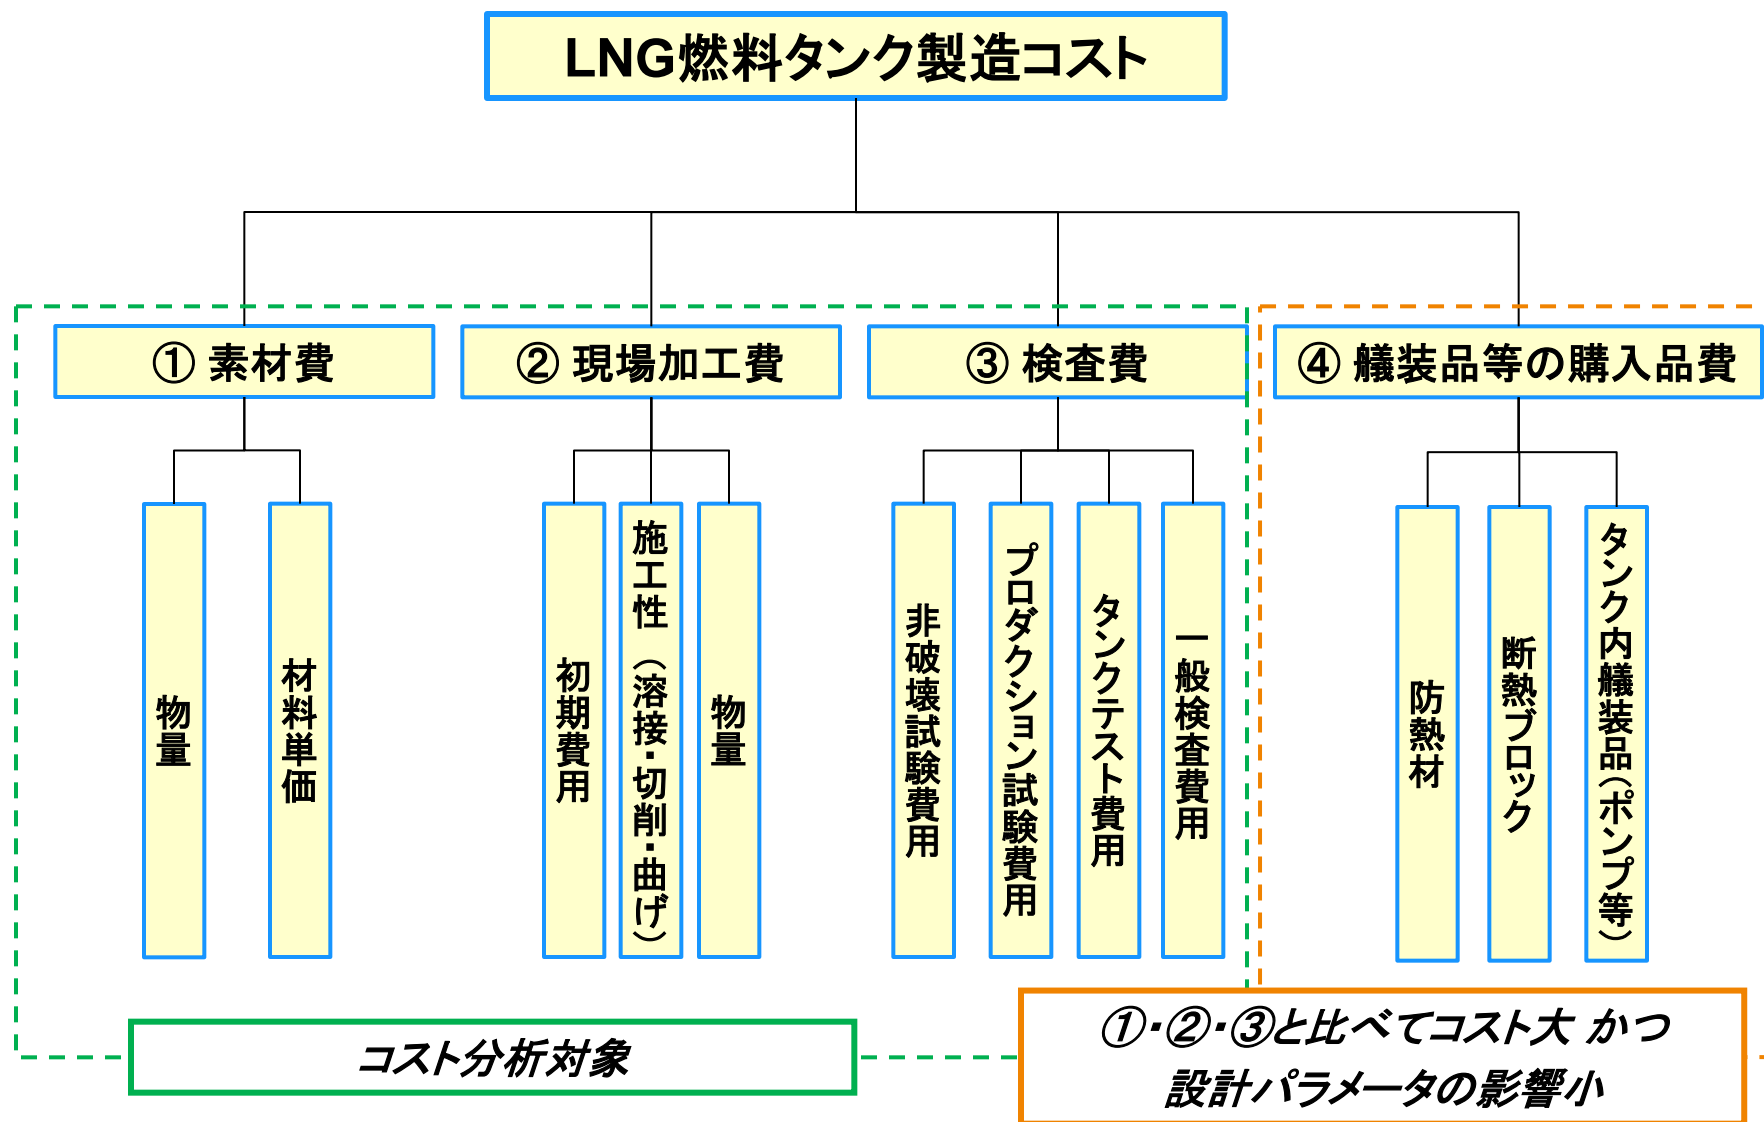 LNG燃料タンク製造コスト
① 素材費
② 現場加工費
③ 検査費
④ 艤装品等の購入品費
物量
材料単価
初期費用
施工性（溶接・切削・曲げ）
物量
非破壊試験費用
プロダクション試験費用
タンクテスト費用
一般検査費用
防熱材
断熱ブロック
タンク内艤装品（ポンプ等）
コスト分析対象
①・②・③と比べてコスト大 かつ
設計パラメータの影響小